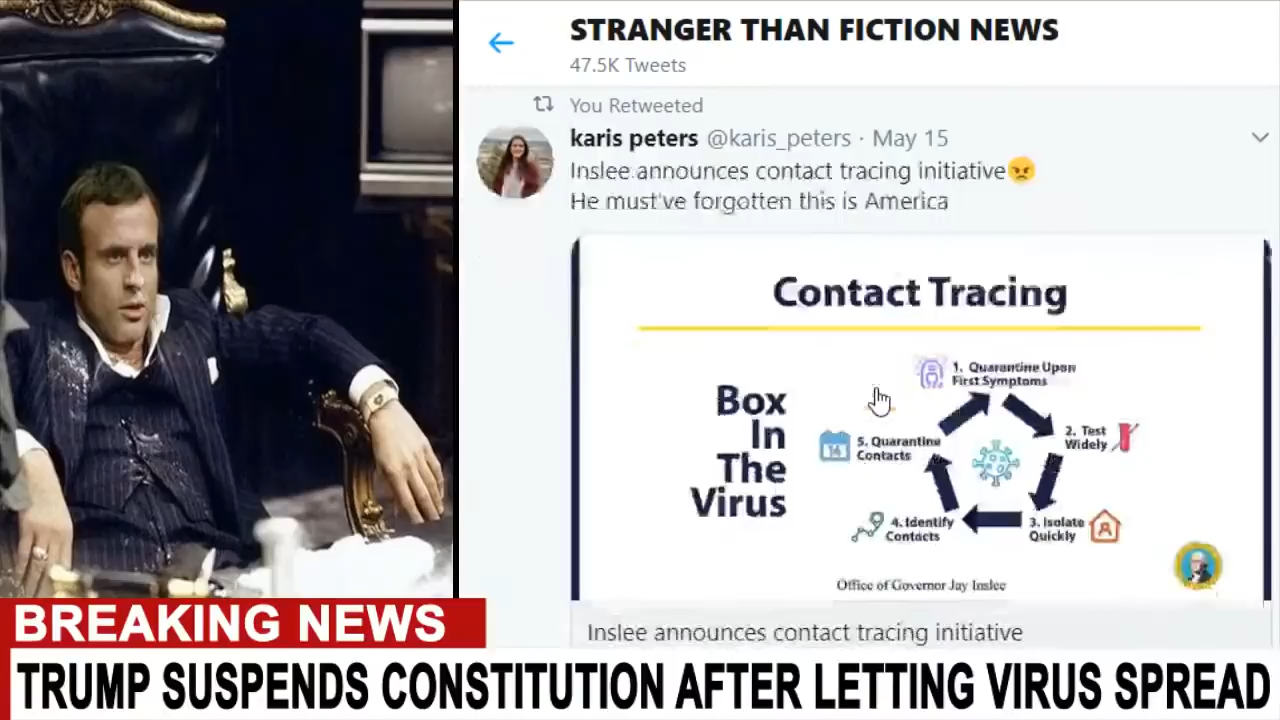 STRANGER THAN FICTION NEWS
47.5K Tweets
You Retweeted
karis peters @karis_peters · May 15
Inslee announces contact tracing initiative😠
He must've forgotten this is America
Contact Tracing
Box
In
The
Virus
1. Quarantine Upon
First Symptoms
2. Test
Widely
3. Isolate
Quickly
4. Identify
Contacts
5. Quarantine
Contacts
Office of Governor Jay Inslee
Inslee announces contact tracing initiative
BREAKING NEWS
TRUMP SUSPENDS CONSTITUTION AFTER LETTING VIRUS SPREAD